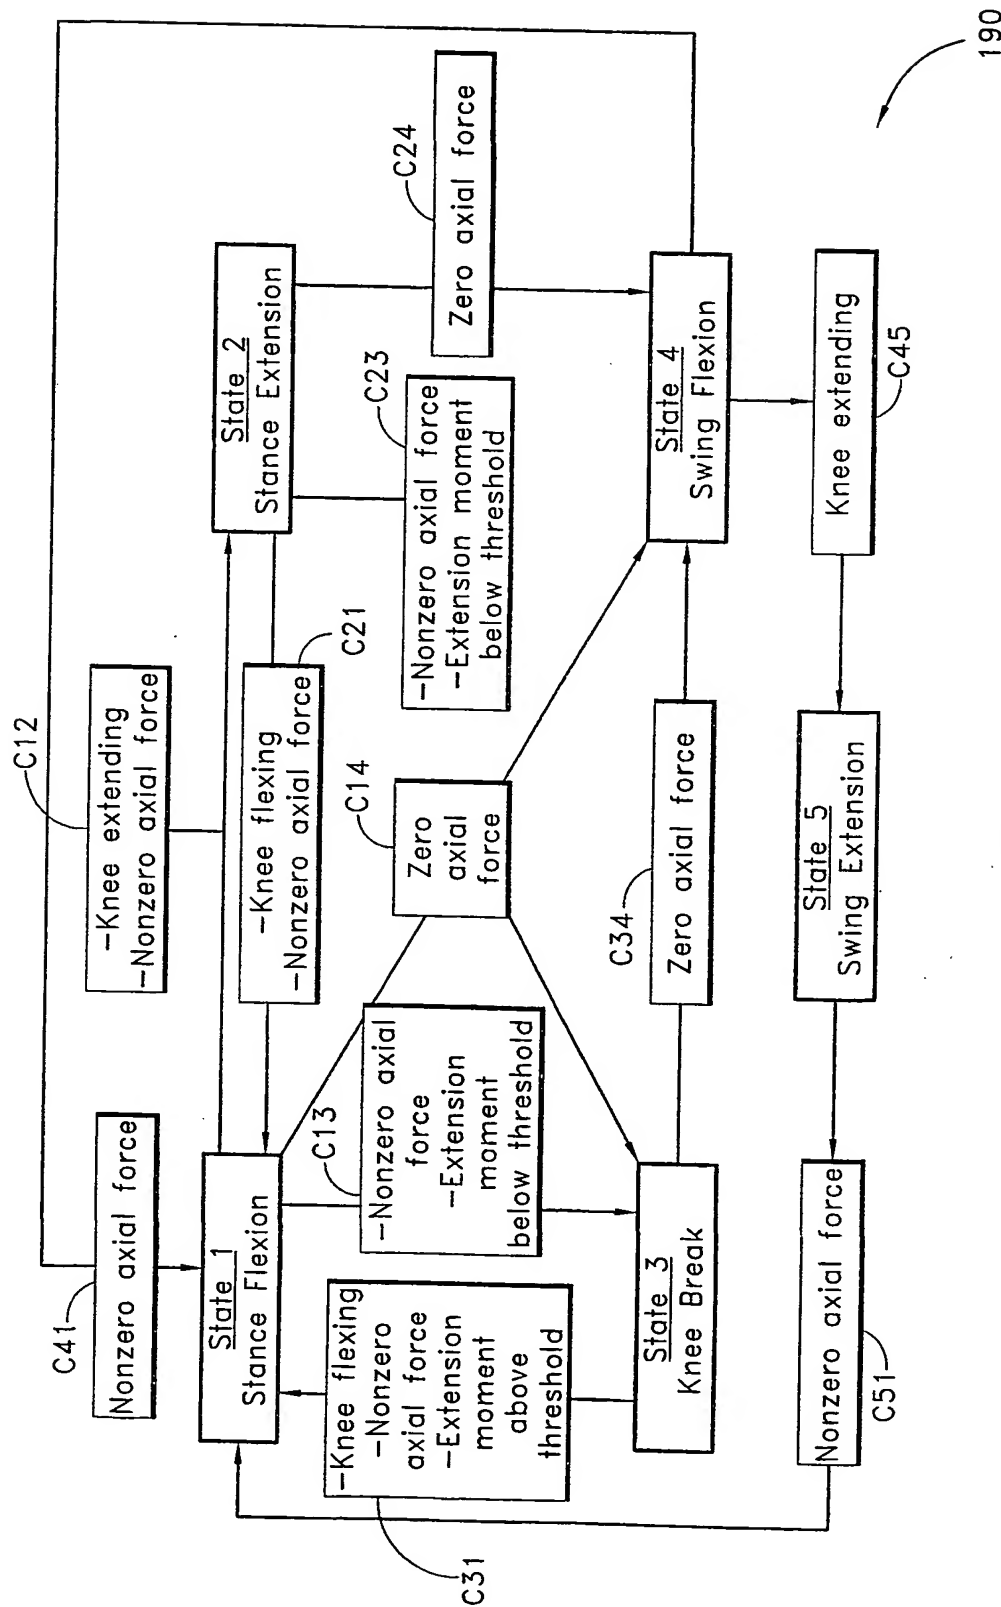 C41
Nonzero axial force
C12
-Knee extending
-Nonzero axial force
State 1
Stance Flexion
-Knee flexing
-Nonzero axial force
C21
State 2
Stance Extension
C31
-Knee flexing
-Nonzero
axial force
-Extension
moment
above
threshold
C13
-Nonzero axial
force
-Extension
moment
below threshold
C14
Zero
axial
force
C23
-Nonzero axial force
-Extension moment
below threshold
C24
Zero axial force
State 3
Knee Break
C34
Zero axial force
State 4
Swing Flexion
C51
Nonzero axial force
State 5
Swing Extension
Knee extending
C45
190